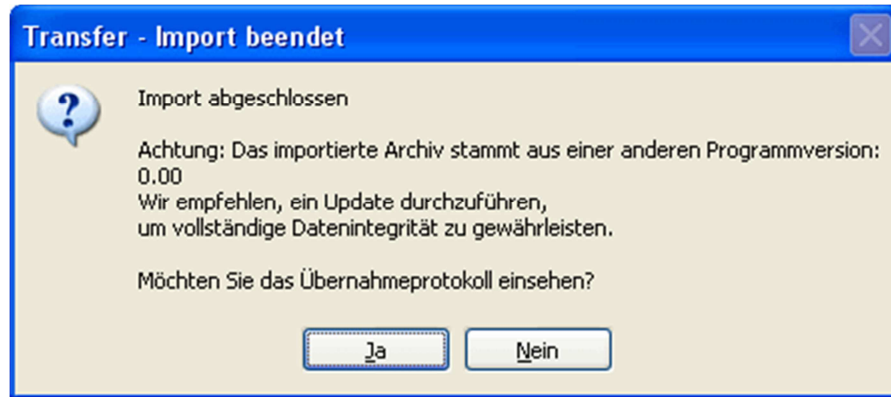 Transfer - Import beendet
Import abgeschlossen
Achtung: Das importierte Archiv stammt aus einer anderen Programmversion:
0.00
Wir empfehlen, ein Update durchzuführen,
um vollständige Datenintegrität zu gewährleisten.
Möchten Sie das Übernahmeprotokoll einsehen?
Ja
Nein